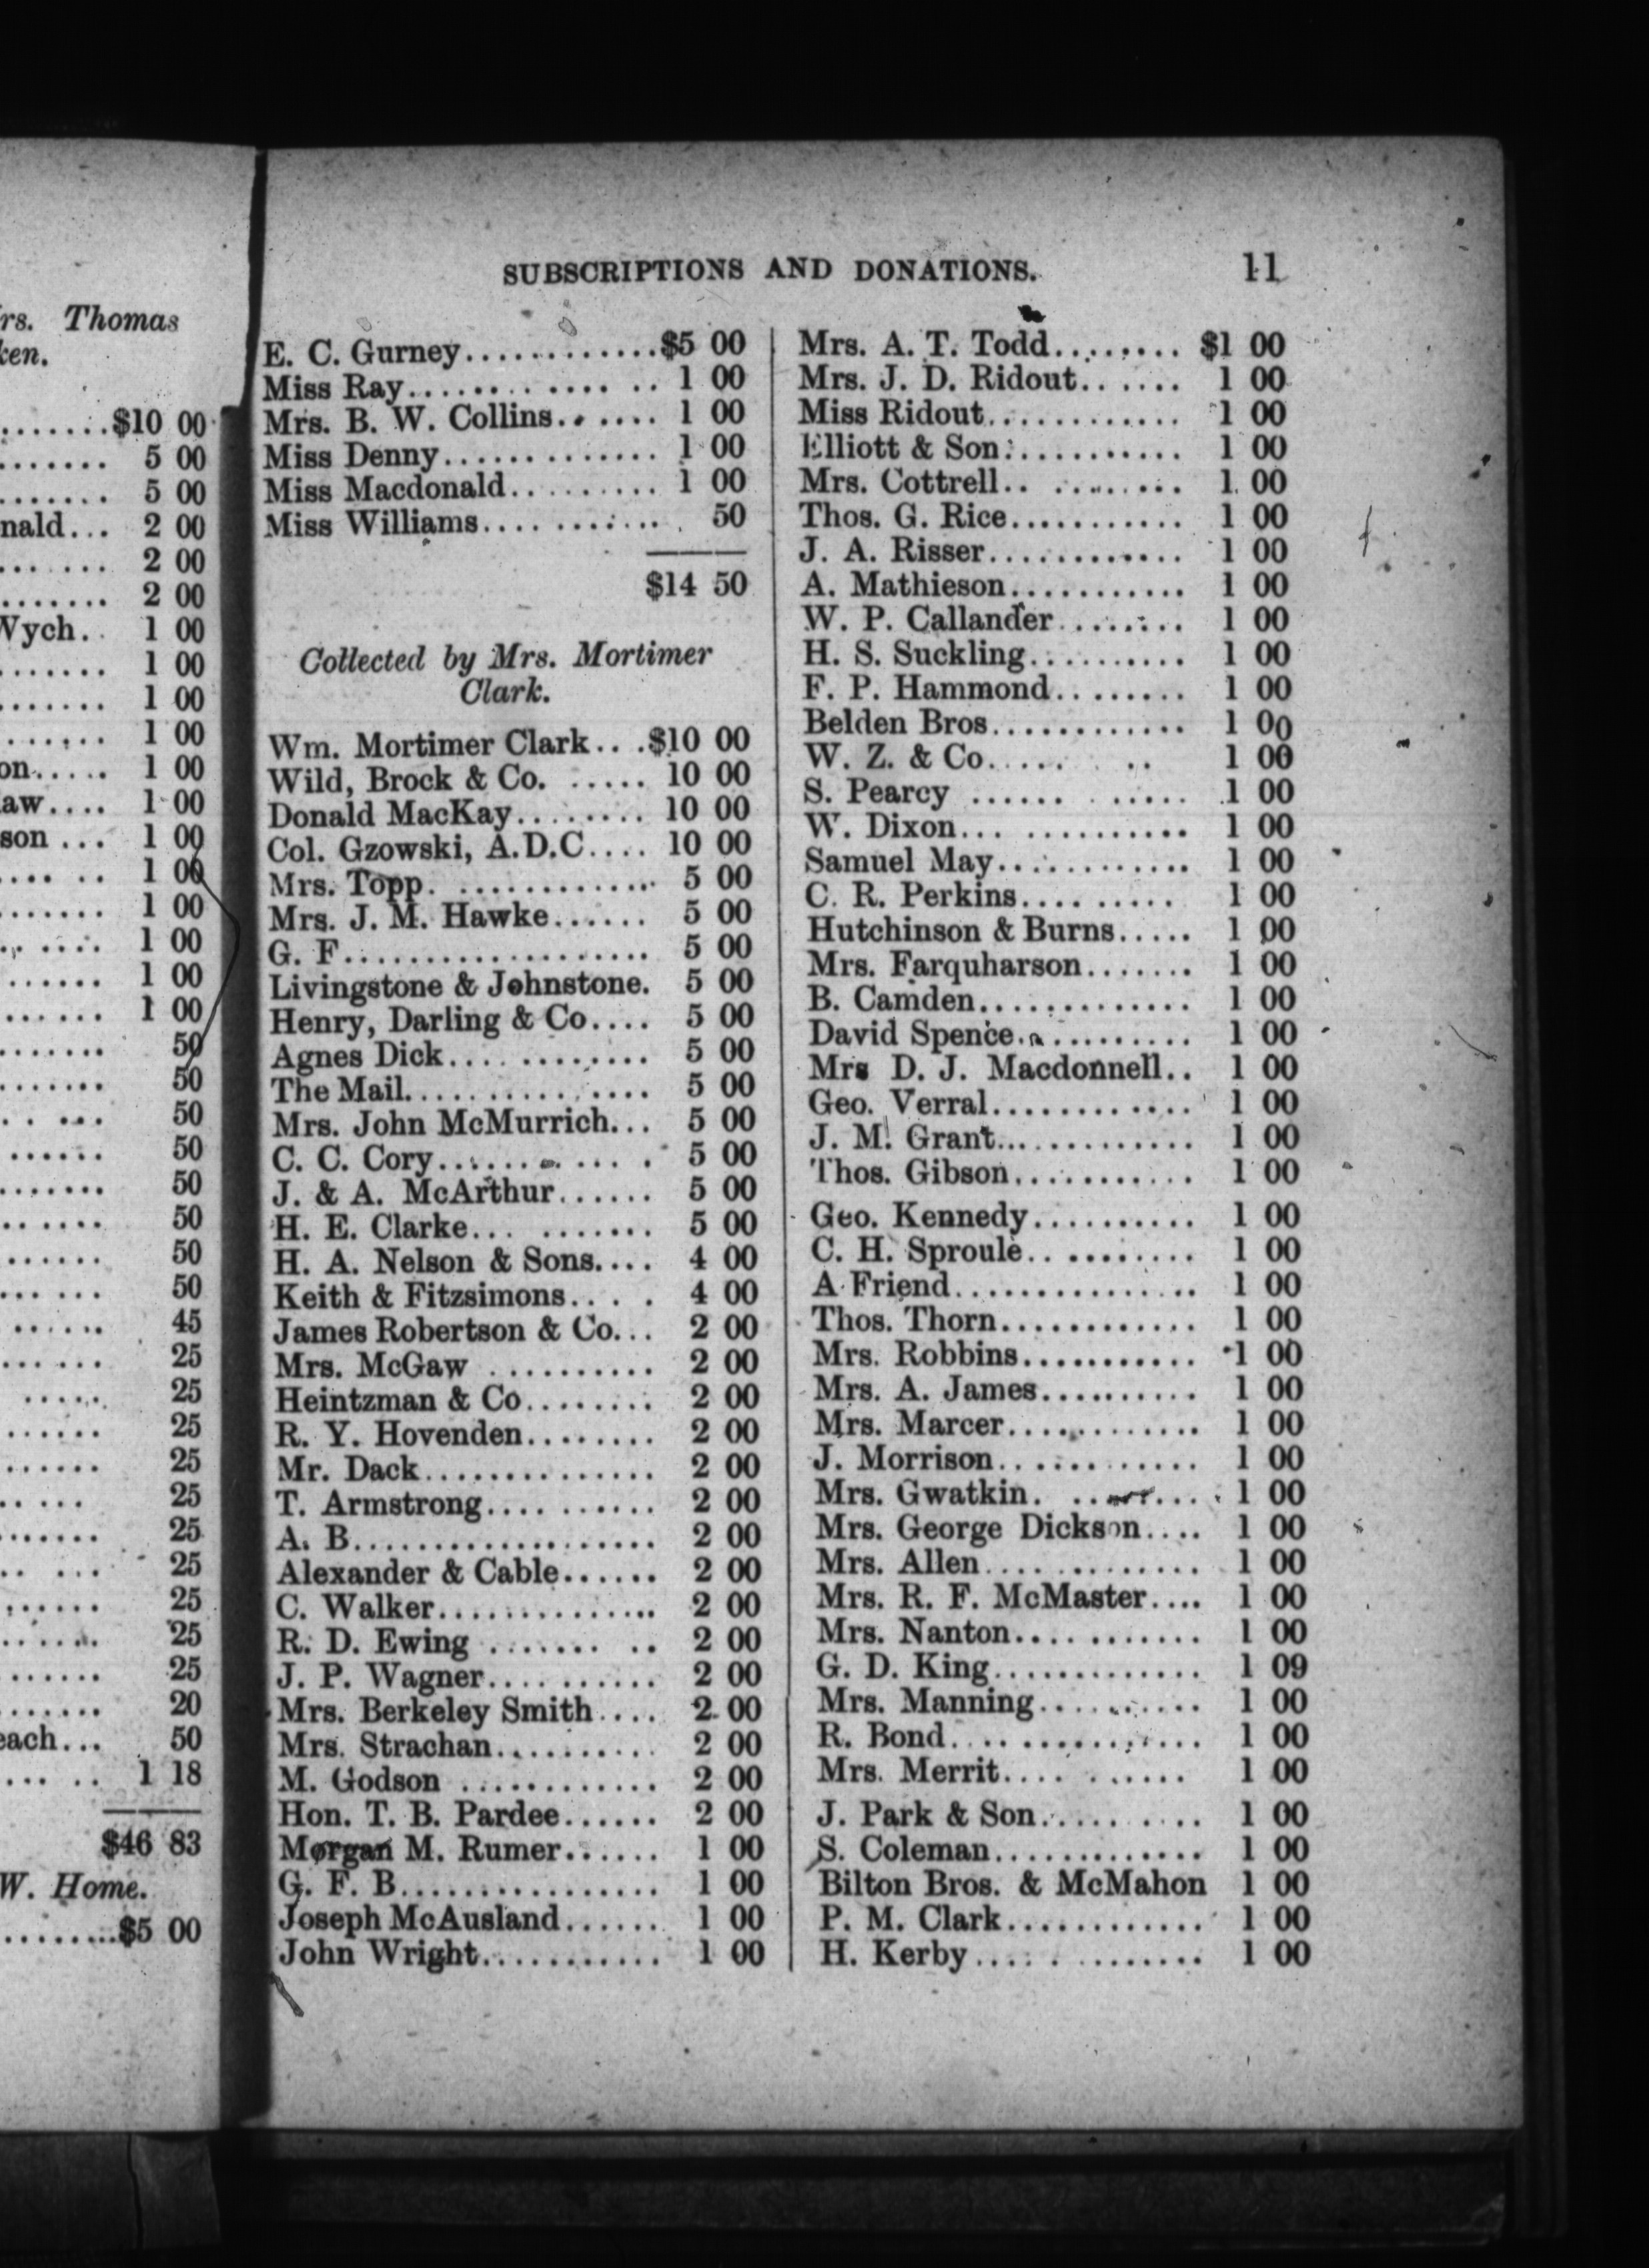 rs. Thomas
ken.
.......$10 00
....... 5 00
....... 5 00
nald... 2 00
...... 2 00
....... 2 00
Wych.. 1 00
....... 1 00
....... 1 00
...... 1 00
on..... 1 00
aw.... 1 00
son ... 1 00
.... .. 1 00
....... 1 00
.. .... 1 00
...... 1 00
...... 1 00
....... 50
....... 50
. . ... 50
...... 50
....... 50
...... 50
...... 50
... ... 50
...... 45
...... 25
..... 25
...... 25
...... 25
.. ... 25
....... 25
.. ... 25
...... 25
...... 25
....... 25
....... 20
each... 50
... .. 1 18
$46 83
W. Home.
.........$5 00
SUBSCRIPTIONS AND DONATIONS. 11
E. C. Gurney............$5 00
Miss Ray............... 1 00
Mrs. B. W. Collins...... 1 00
Miss Denny............. 1 00
Miss Macdonald......... 1 00
Miss Williams........... 50
$14 50
Collected by Mrs. Mortimer
Clark.
Wm. Mortimer Clark...$10 00
Wild, Brock & Co. ..... 10 00
Donald MacKay........ 10 00
Col. Gzowski, A.D.C.... 10 00
Mrs. Topp. ............ 5 00
Mrs. J. M. Hawke...... 5 00
G. F................... 5 00
Livingstone & Johnstone. 5 00
Henry, Darling & Co.... 5 00
Agnes Dick............ 5 00
The Mail............... 5 00
Mrs. John McMurrich... 5 00
C. C. Cory............ 5 00
J. & A. McArthur...... 5 00
H. E. Clarke... ....... 5 00
H. A. Nelson & Sons.... 4 00
Keith & Fitzsimons.... 4 00
James Robertson & Co... 2 00
Mrs. McGaw .......... 2 00
Heintzman & Co........ 2 00
R. Y. Hovenden........ 2 00
Mr. Dack.............. 2 00
T. Armstrong........... 2 00
A. B................... 2 00
Alexander & Cable...... 2 00
C. Walker.............. 2 00
R. D. Ewing ....... .. 2 00
J. P. Wagner........... 2 00
Mrs. Berkeley Smith.... 2 00
Mrs. Strachan.......... 2 00
M. Godson ............ 2 00
Hon. T. B. Pardee...... 2 00
Morgan M. Rumer...... 1 00
G. F. B................ 1 00
Joseph McAusland...... 1 00
John Wright........... 1 00
Mrs. A. T. Todd........ $1 00
Mrs. J. D. Ridout...... 1 00
Miss Ridout............ 1 00
Elliott & Son........... 1 00
Mrs. Cottrell.. ........ 1 00
Thos. G. Rice........... 1 00
J. A. Risser............ 1 00
A. Mathieson........... 1 00
W. P. Callander........ 1 00
H. S. Suckling.......... 1 00
F. P. Hammond........ 1 00
Belden Bros............ 1 00
W. Z. & Co..... .. 1 00
S. Pearcy ...... ..... 1 00
W. Dixon... .......... 1 00
Samuel May............ 1 00
C. R. Perkins......... 1 00
Hutchinson & Burns..... 1 00
Mrs. Farquharson....... 1 00
B. Camden............. 1 00
David Spence........... 1 00
Mrs D. J. Macdonnell.. 1 00
Geo. Verral............ 1 00
J. M. Grant............ 1 00
Thos. Gibson........... 1 00
Geo. Kennedy.......... 1 00
C. H. Sproule.......... 1 00
A Friend............... 1 00
Thos. Thorn............ 1 00
Mrs. Robbins........... 1 00
Mrs. A. James.......... 1 00
Mrs. Marcer............ 1 00
J. Morrison............ 1 00
Mrs. Gwatkin. ........ 1 00
Mrs. George Dickson.... 1 00
Mrs. Allen............. 1 00
Mrs. R. F. McMaster.... 1 00
Mrs. Nanton........... 1 00
G. D. King............. 1 09
Mrs. Manning.......... 1 00
R. Bond............... 1 00
Mrs. Merrit.... ...... 1 00
J. Park & Son.......... 1 00
S. Coleman............. 1 00
Bilton Bros. & McMahon 1 00
P. M. Clark............ 1 00
H. Kerby.... . ........ 1 00